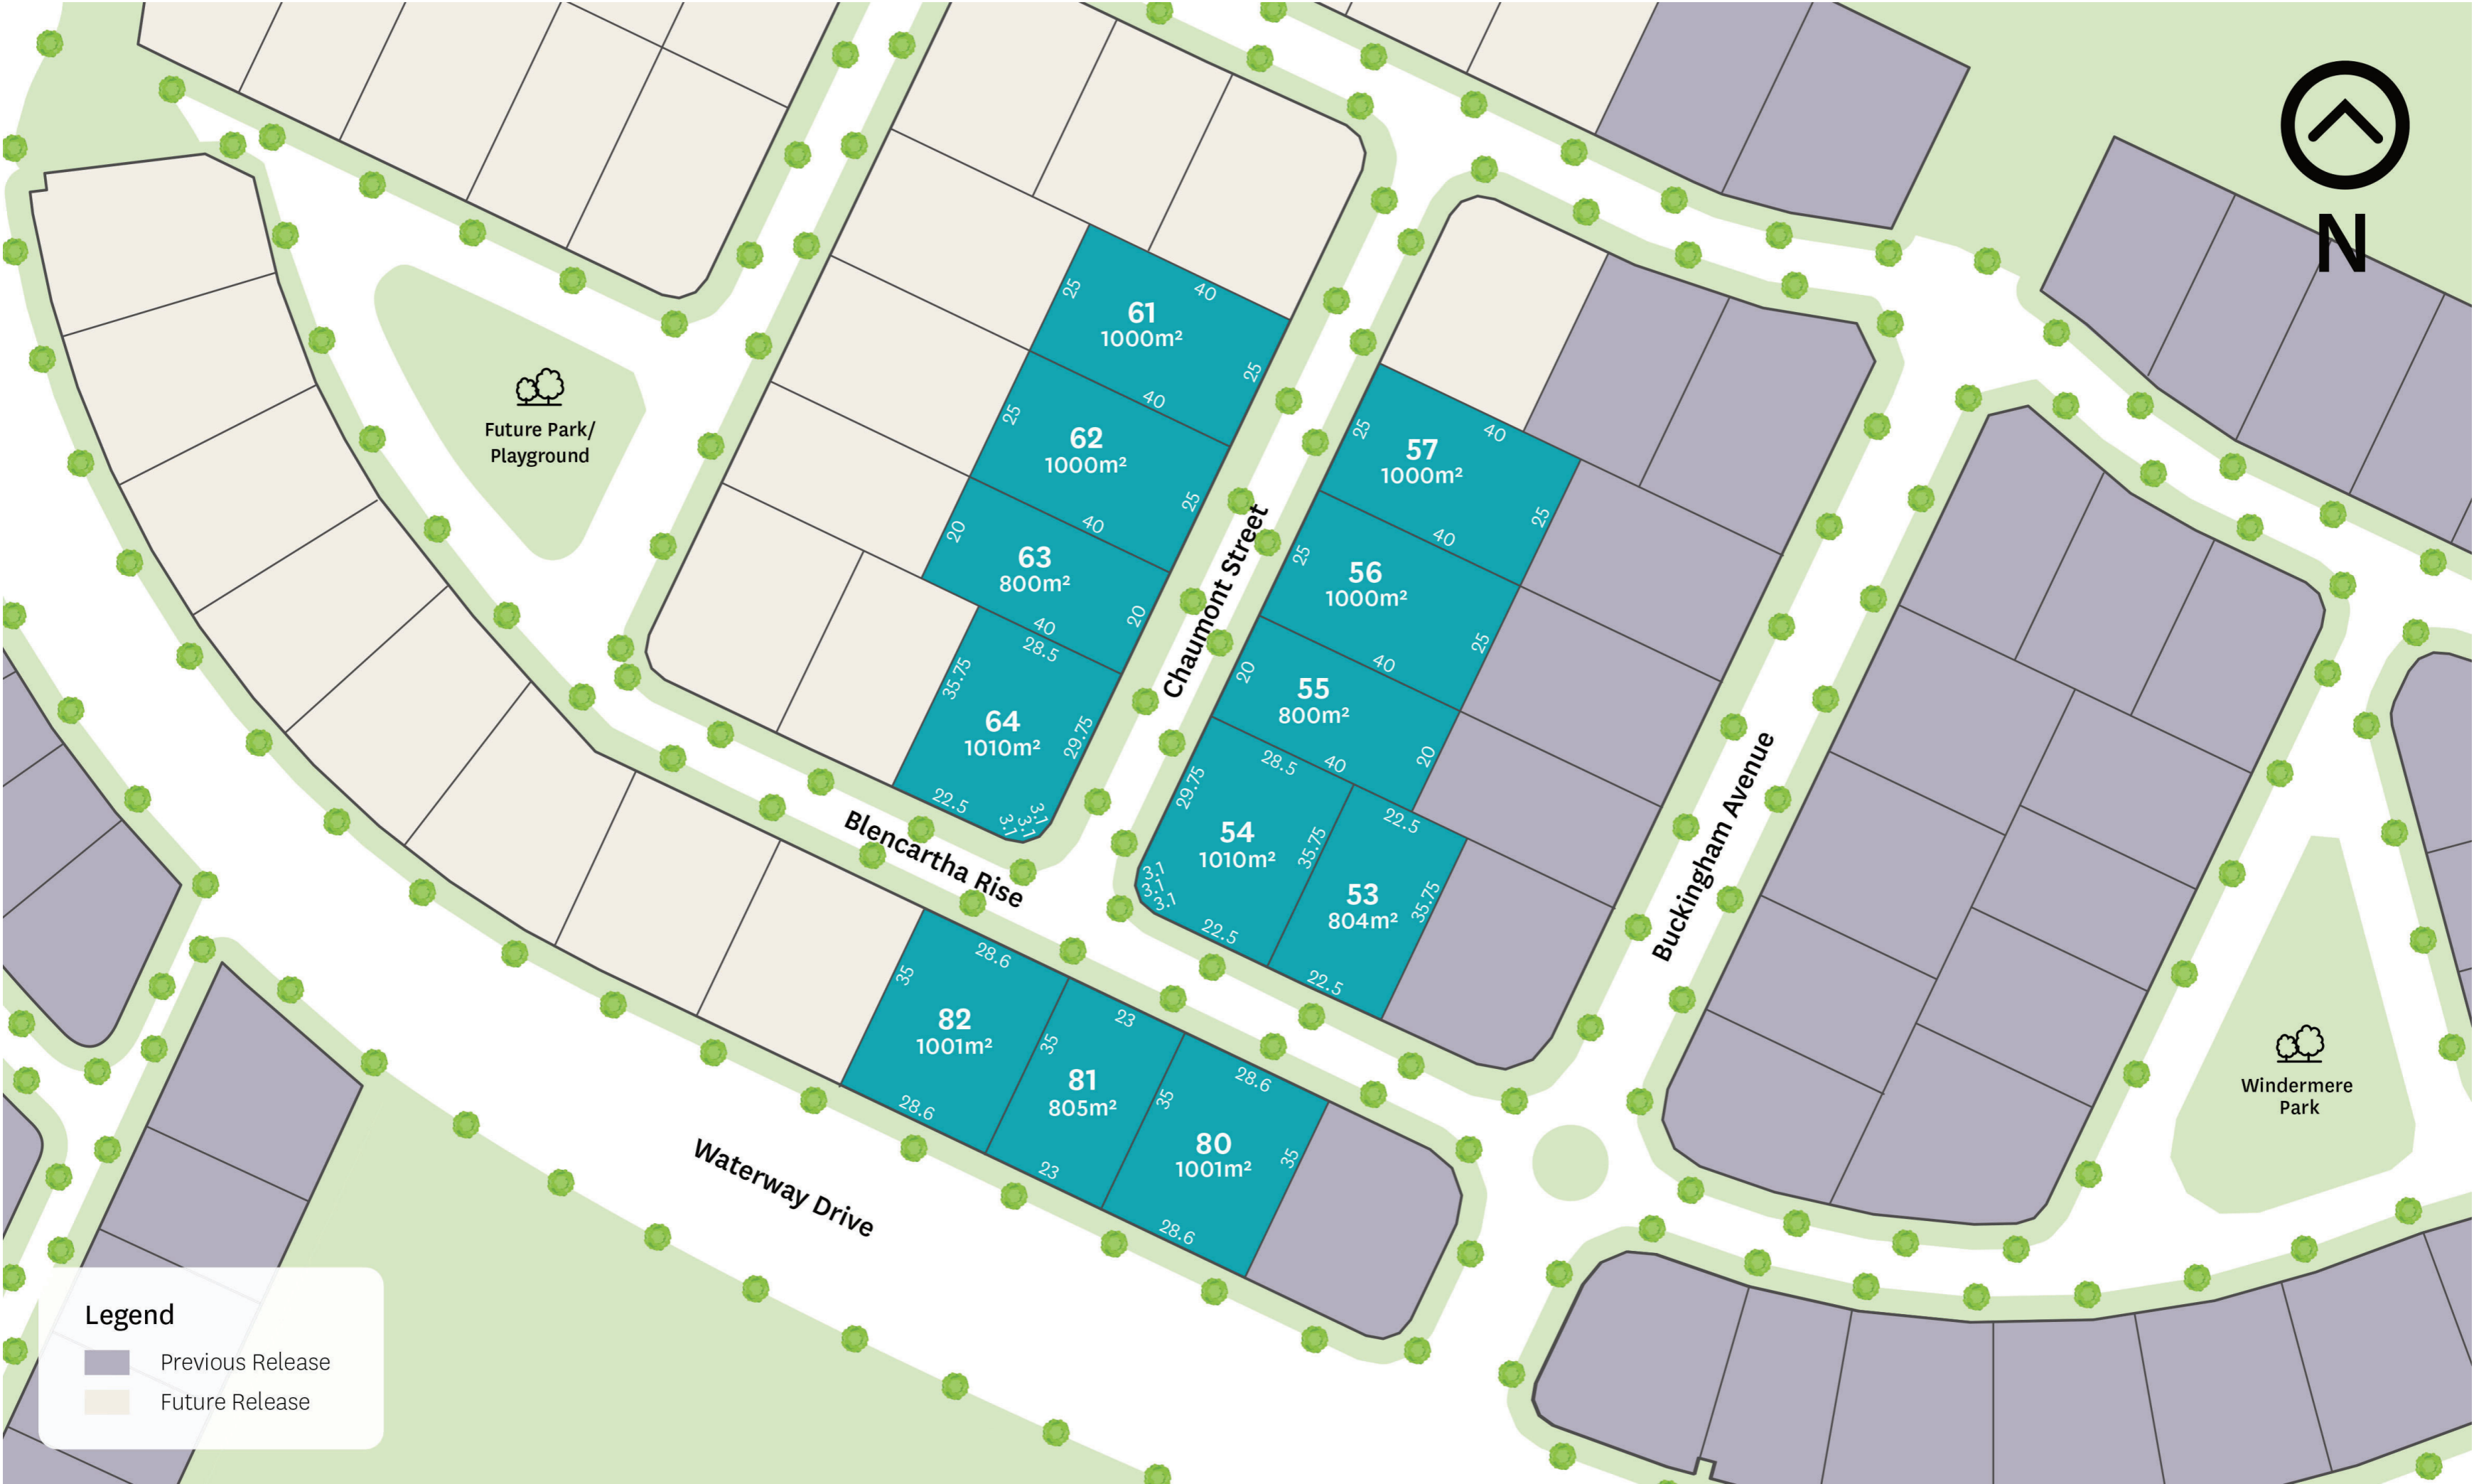 N
61
1000m²
40
25
25
40
62
1000m²
25
25
40
63
800m²
20
20
40
28.5
64
1010m²
35.75
29.75
22.5
3.1
3.1
3.1
57
1000m²
25
40
25
40
56
1000m²
25
25
40
55
800m²
20
20
40
28.5
54
1010m²
29.75
35.75
3.1
3.1
3.1
22.5
22.5
53
804m²
35.75
22.5
28.6
82
1001m²
35
28.6
23
81
805m²
35
23
28.6
80
1001m²
35
35
28.6
Future Park/
Playground
Chaumont Street
Blencartha Rise
Buckingham Avenue
Waterway Drive
Windermere
Park
Legend
Previous Release
Future Release